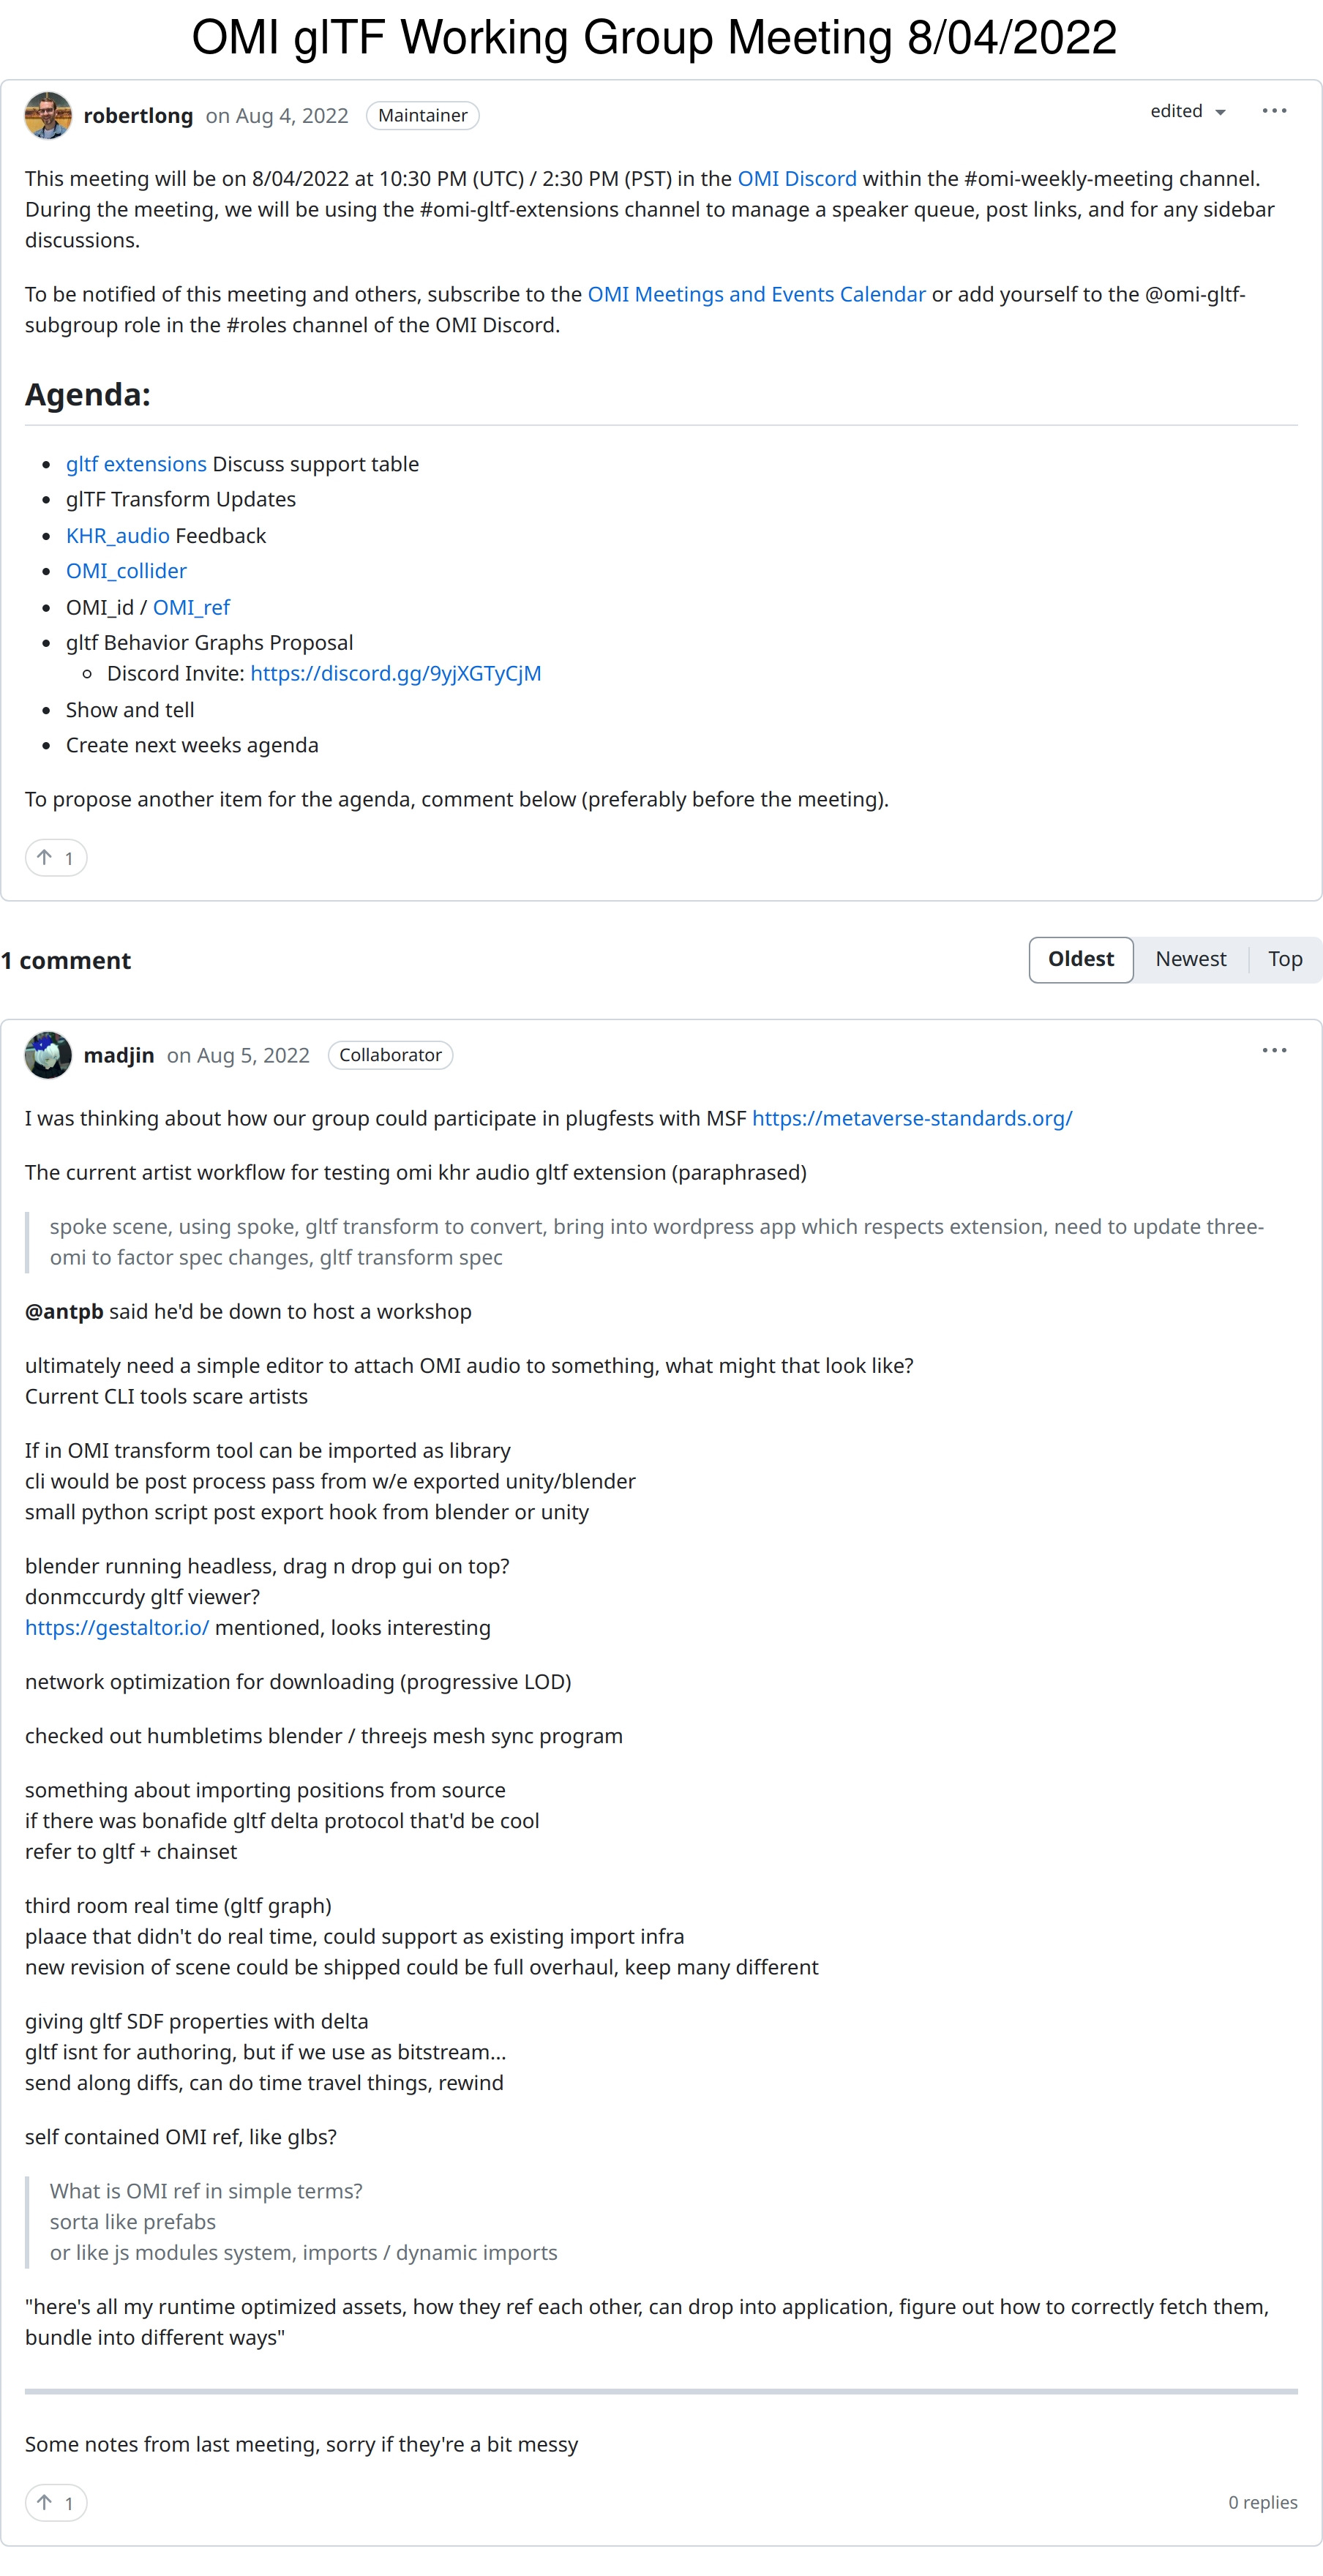 OMI glTF Working Group Meeting 8/04/2022
robertlong on Aug 4, 2022 Maintainer edited
This meeting will be on 8/04/2022 at 10:30 PM (UTC) / 2:30 PM (PST) in the OMI Discord within the #omi-weekly-meeting channel.
During the meeting, we will be using the #omi-gltf-extensions channel to manage a speaker queue, post links, and for any sidebar
discussions.
To be notified of this meeting and others, subscribe to the OMI Meetings and Events Calendar or add yourself to the @omi-gltf-
subgroup role in the #roles channel of the OMI Discord.
Agenda:
gltf extensions Discuss support table
glTF Transform Updates
KHR_audio Feedback
OMI_collider
OMI_id / OMI_ref
gltf Behavior Graphs Proposal
Discord Invite: https://discord.gg/9yjXGTyCjM
Show and tell
Create next weeks agenda
To propose another item for the agenda, comment below (preferably before the meeting).
1
1 comment Oldest Newest Top
madjin on Aug 5, 2022 Collaborator
I was thinking about how our group could participate in plugfests with MSF https://metaverse-standards.org/
The current artist workflow for testing omi khr audio gltf extension (paraphrased)
spoke scene, using spoke, gltf transform to convert, bring into wordpress app which respects extension, need to update three-
omi to factor spec changes, gltf transform spec
@antpb said he'd be down to host a workshop
ultimately need a simple editor to attach OMI audio to something, what might that look like?
Current CLI tools scare artists
If in OMI transform tool can be imported as library
cli would be post process pass from w/e exported unity/blender
small python script post export hook from blender or unity
blender running headless, drag n drop gui on top?
donmccurdy gltf viewer?
https://gestaltor.io/ mentioned, looks interesting
network optimization for downloading (progressive LOD)
checked out humbletims blender / threejs mesh sync program
something about importing positions from source
if there was bonafide gltf delta protocol that'd be cool
refer to gltf + chainset
third room real time (gltf graph)
plaace that didn't do real time, could support as existing import infra
new revision of scene could be shipped could be full overhaul, keep many different
giving gltf SDF properties with delta
gltf isnt for authoring, but if we use as bitstream...
send along diffs, can do time travel things, rewind
self contained OMI ref, like glbs?
What is OMI ref in simple terms?
sorta like prefabs
or like js modules system, imports / dynamic imports
"here's all my runtime optimized assets, how they ref each other, can drop into application, figure out how to correctly fetch them,
bundle into different ways"
Some notes from last meeting, sorry if they're a bit messy
1 0 replies